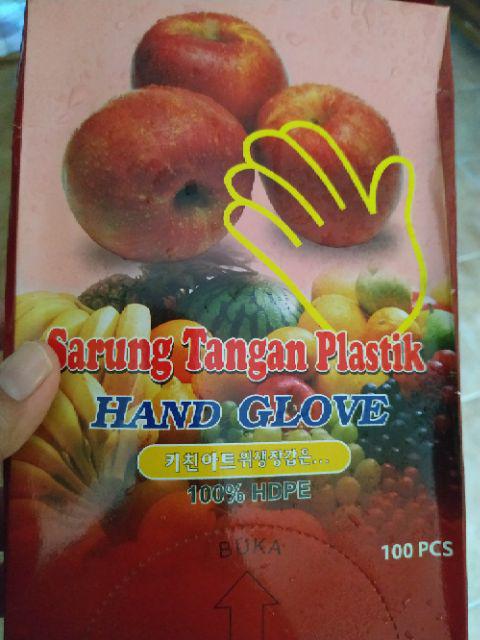 Sarung Tangan Plastik
HAND GLOVE
키친아트위생장갑은...
100% HDPE
BUKA
100 PCS